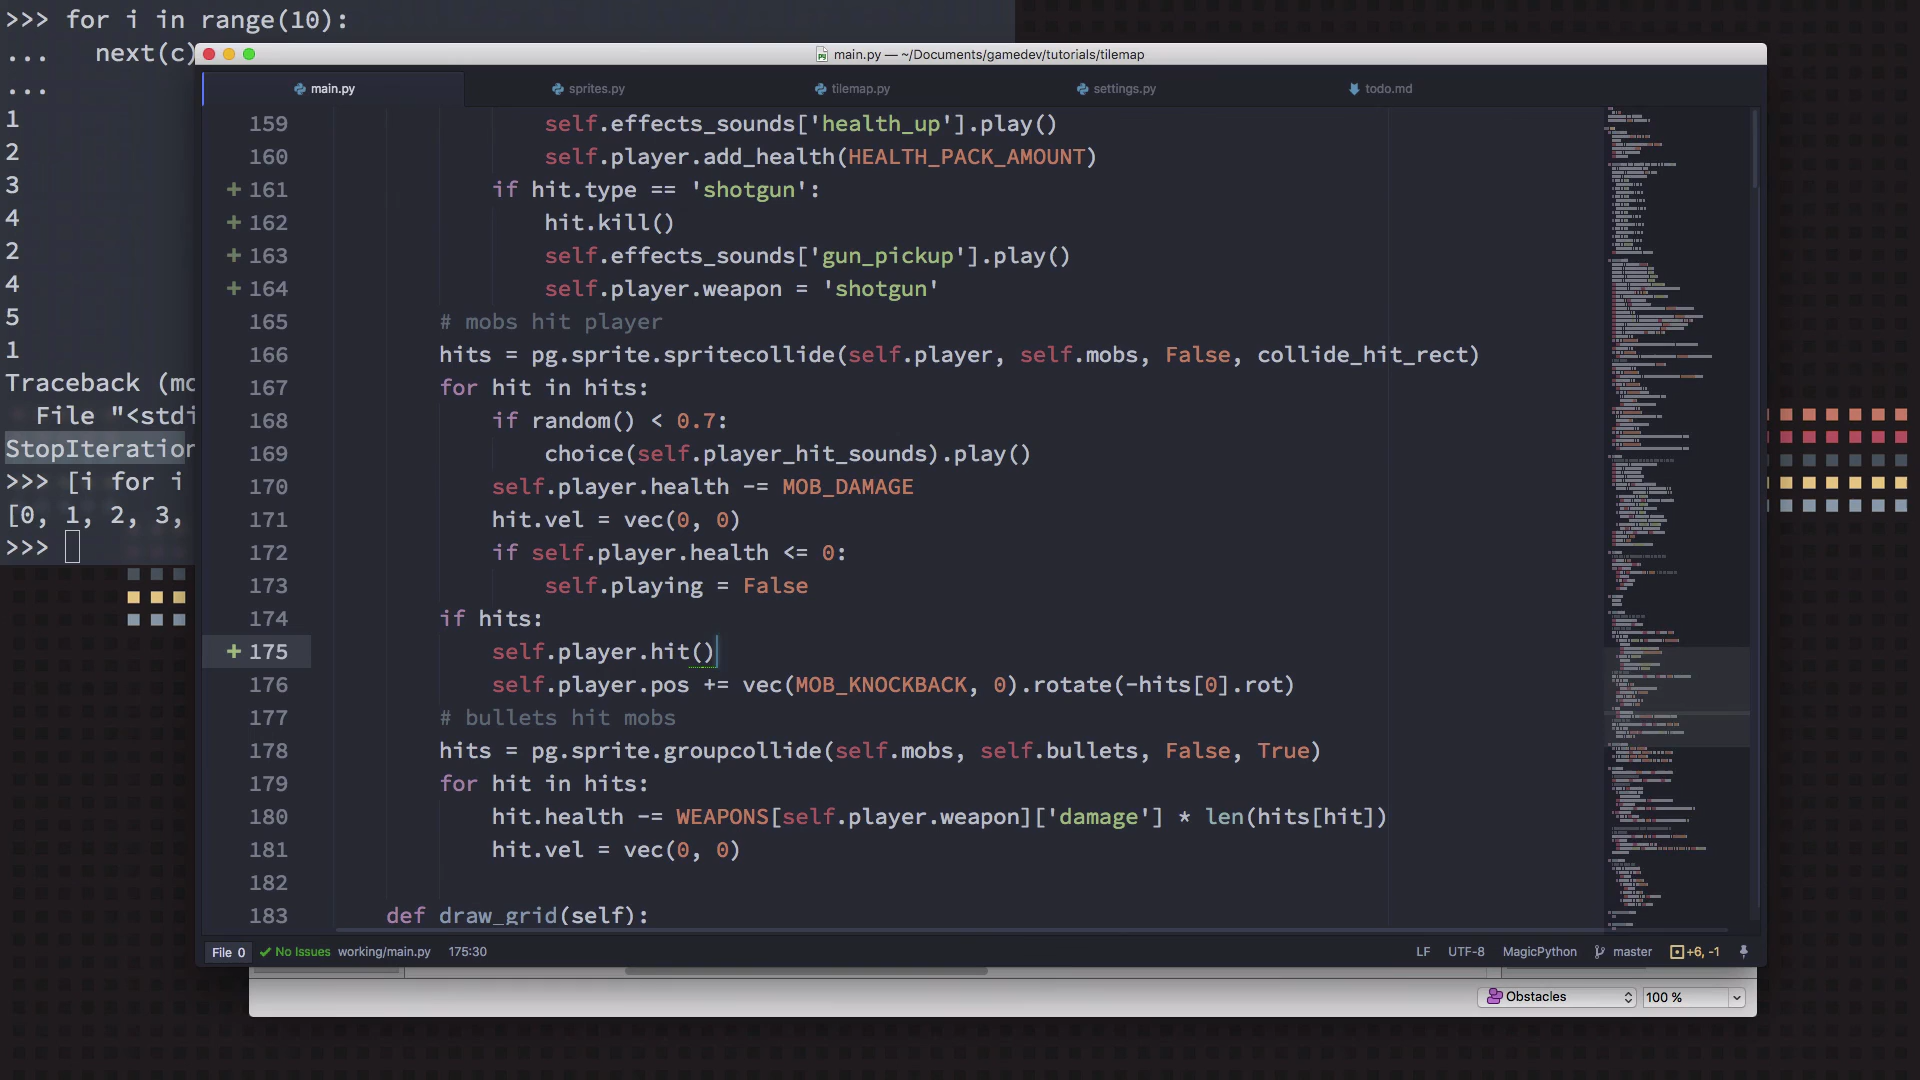 >>> for i in range(10):
...   next(c)
...
1
2
3
4
2
4
5
1
Traceback (mo
  File "<stdi
StopIteration
>>> [i for i
[0, 1, 2, 3,
>>>
main.py — ~/Documents/gamedev/tutorials/tilemap
main.py sprites.py tilemap.py settings.py todo.md
159 self.effects_sounds['health_up'].play()
160 self.player.add_health(HEALTH_PACK_AMOUNT)
+ 161 if hit.type == 'shotgun':
+ 162 hit.kill()
+ 163 self.effects_sounds['gun_pickup'].play()
+ 164 self.player.weapon = 'shotgun'
165 # mobs hit player
166 hits = pg.sprite.spritecollide(self.player, self.mobs, False, collide_hit_rect)
167 for hit in hits:
168 if random() < 0.7:
169 choice(self.player_hit_sounds).play()
170 self.player.health -= MOB_DAMAGE
171 hit.vel = vec(0, 0)
172 if self.player.health <= 0:
173 self.playing = False
174 if hits:
+ 175 self.player.hit()
176 self.player.pos += vec(MOB_KNOCKBACK, 0).rotate(-hits[0].rot)
177 # bullets hit mobs
178 hits = pg.sprite.groupcollide(self.mobs, self.bullets, False, True)
179 for hit in hits:
180 hit.health -= WEAPONS[self.player.weapon]['damage'] * len(hits[hit])
181 hit.vel = vec(0, 0)
182
183 def draw_grid(self):
File 0 No Issues working/main.py 175:30 LF UTF-8 MagicPython master +6, -1
Obstacles 100 %